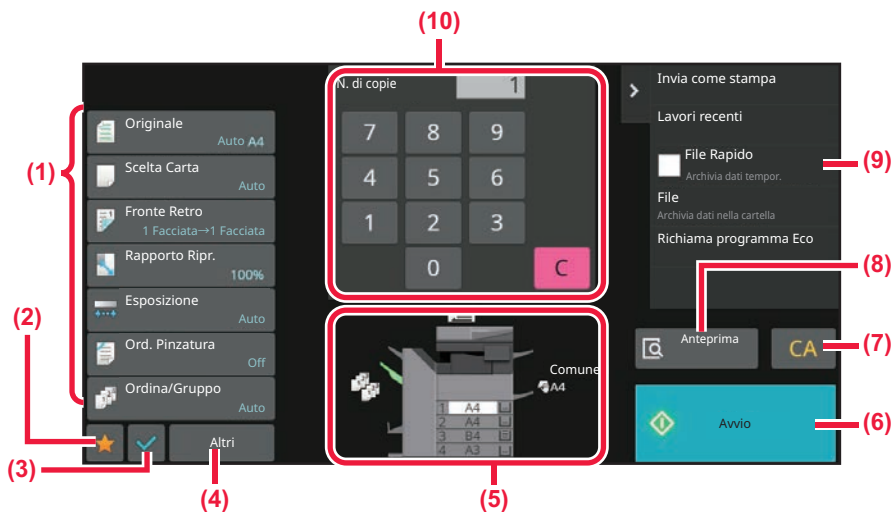 (10)
N. di copie
1
7 8 9
4 5 6
1 2 3
0 C
(1)
Originale
Auto A4
Scelta Carta
Auto
Fronte Retro
1 Facciata→1 Facciata
Rapporto Ripr.
100%
Esposizione
Auto
Ord. Pinzatura
Off
Ordina/Gruppo
Auto
(2)
(3)
Altri
(4)
Comune
A4
1 A4
2 A4
3 B4
4 A3
(5)
Invia come stampa
Lavori recenti
File Rapido
Archivia dati tempor.
File
Archivia dati nella cartella
Richiama programma Eco
(9)
(8)
Anteprima
CA
(7)
Avvio
(6)